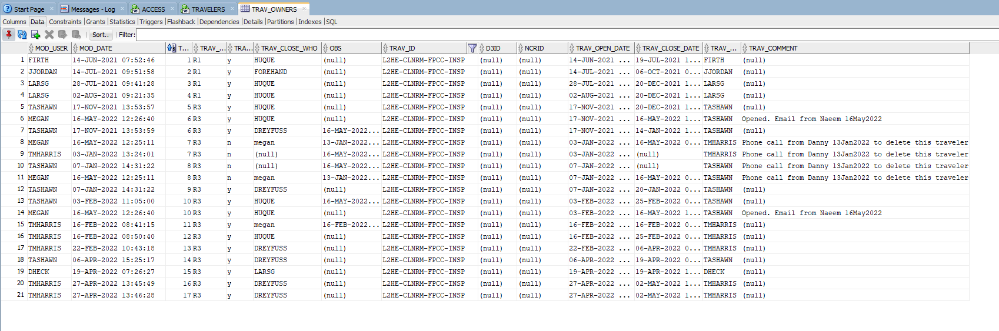 Start Page Messages - Log ACCESS TRAVELERS TRAV_OWNERS
Columns Data Constraints Grants Statistics Triggers Flashback Dependencies Details Partitions Indexes SQL
Sort.. Filter:
MOD_USER MOD_DATE T... TRAV_... TRA... TRAV_CLOSE_WHO OBS TRAV_ID D3ID NCRID TRAV_OPEN_DATE TRAV_CLOSE_DATE TRAV_... TRAV_COMMENT
1 FIRTH 14-JUN-2021 07:52:46 1 R1 y HUQUE (null) L2HE-CLNRM-FPCC-INSP (null) (null) 14-JUN-2021 ... 19-JUL-2021 1... FIRTH (null)
2 JJORDAN 14-JUL-2021 09:51:58 2 R1 y FOREHAND (null) L2HE-CLNRM-FPCC-INSP (null) (null) 14-JUL-2021 ... 06-OCT-2021 0... JJORDAN (null)
3 LARSG 28-JUL-2021 09:41:28 3 R1 y HUQUE (null) L2HE-CLNRM-FPCC-INSP (null) (null) 28-JUL-2021 ... 20-DEC-2021 1... LARSG (null)
4 LARSG 02-AUG-2021 09:21:35 4 R1 y HUQUE (null) L2HE-CLNRM-FPCC-INSP (null) (null) 02-AUG-2021 ... 20-DEC-2021 1... LARSG (null)
5 TASHAWN 17-NOV-2021 13:53:57 5 R3 y HUQUE (null) L2HE-CLNRM-FPCC-INSP (null) (null) 17-NOV-2021 ... 20-DEC-2021 1... TASHAWN (null)
6 MEGAN 16-MAY-2022 12:26:40 6 R3 y HUQUE (null) L2HE-CLNRM-FPCC-INSP (null) (null) 17-NOV-2021 ... 16-MAY-2022 1... TASHAWN Opened. Email from Naeem 16May2022
7 TASHAWN 17-NOV-2021 13:53:59 6 R3 y DREYFUSS 16-MAY-2022... L2HE-CLNRM-FPCC-INSP (null) (null) 17-NOV-2021 ... 14-JAN-2022 1... TASHAWN (null)
8 MEGAN 16-MAY-2022 12:25:11 7 R3 n megan 13-JAN-2022... L2HE-CLNRM-FPCC-INSP (null) (null) 03-JAN-2022 ... 16-MAY-2022 0... TMHARRIS Phone call from Danny 13Jan2022 to delete this traveler
9 TMHARRIS 03-JAN-2022 13:24:01 7 R3 n (null) 16-MAY-2022... L2HE-CLNRM-FPCC-INSP (null) (null) 03-JAN-2022 ... (null) TMHARRIS Phone call from Danny 13Jan2022 to delete this traveler
10 TASHAWN 07-JAN-2022 14:31:22 8 R3 n (null) 16-MAY-2022... L2HE-CLNRM-FPCC-INSP (null) (null) 07-JAN-2022 ... (null) TASHAWN Phone call from Danny 13Jan2022 to delete this traveler
11 MEGAN 16-MAY-2022 12:25:11 8 R3 n megan 13-JAN-2022... L2HE-CLNRM-FPCC-INSP (null) (null) 07-JAN-2022 ... 16-MAY-2022 0... TASHAWN Phone call from Danny 13Jan2022 to delete this traveler
12 TASHAWN 07-JAN-2022 14:31:22 9 R3 y DREYFUSS (null) L2HE-CLNRM-FPCC-INSP (null) (null) 07-JAN-2022 ... 20-JAN-2022 0... TASHAWN (null)
13 TASHAWN 03-FEB-2022 11:05:00 10 R3 y HUQUE 16-MAY-2022... L2HE-CLNRM-FPCC-INSP (null) (null) 03-FEB-2022 ... 25-FEB-2022 0... TASHAWN (null)
14 MEGAN 16-MAY-2022 12:26:40 10 R3 y HUQUE (null) L2HE-CLNRM-FPCC-INSP (null) (null) 03-FEB-2022 ... 16-MAY-2022 1... TASHAWN Opened. Email from Naeem 16May2022
15 TMHARRIS 16-FEB-2022 08:41:15 11 R3 y megan 16-FEB-2022... L2HE-CLNRM-FPCC-INSP (null) (null) 16-FEB-2022 ... 16-FEB-2022 0... TMHARRIS (null)
16 TMHARRIS 16-FEB-2022 08:50:40 12 R3 y HUQUE (null) L2HE-CLNRM-FPCC-INSP (null) (null) 16-FEB-2022 ... 25-FEB-2022 0... TMHARRIS (null)
17 TMHARRIS 22-FEB-2022 10:43:18 13 R3 y DREYFUSS (null) L2HE-CLNRM-FPCC-INSP (null) (null) 22-FEB-2022 ... 06-APR-2022 0... TMHARRIS (null)
18 TASHAWN 06-APR-2022 15:25:17 14 R3 y DREYFUSS (null) L2HE-CLNRM-FPCC-INSP (null) (null) 06-APR-2022 ... 19-APR-2022 0... TASHAWN (null)
19 DHECK 19-APR-2022 07:26:27 15 R3 y LARSG (null) L2HE-CLNRM-FPCC-INSP (null) (null) 19-APR-2022 ... 19-APR-2022 1... DHECK (null)
20 TMHARRIS 27-APR-2022 13:45:49 16 R3 y DREYFUSS (null) L2HE-CLNRM-FPCC-INSP (null) (null) 27-APR-2022 ... 02-MAY-2022 1... TMHARRIS (null)
21 TMHARRIS 27-APR-2022 13:46:28 17 R3 y DREYFUSS (null) L2HE-CLNRM-FPCC-INSP (null) (null) 27-APR-2022 ... 02-MAY-2022 1... TMHARRIS (null)